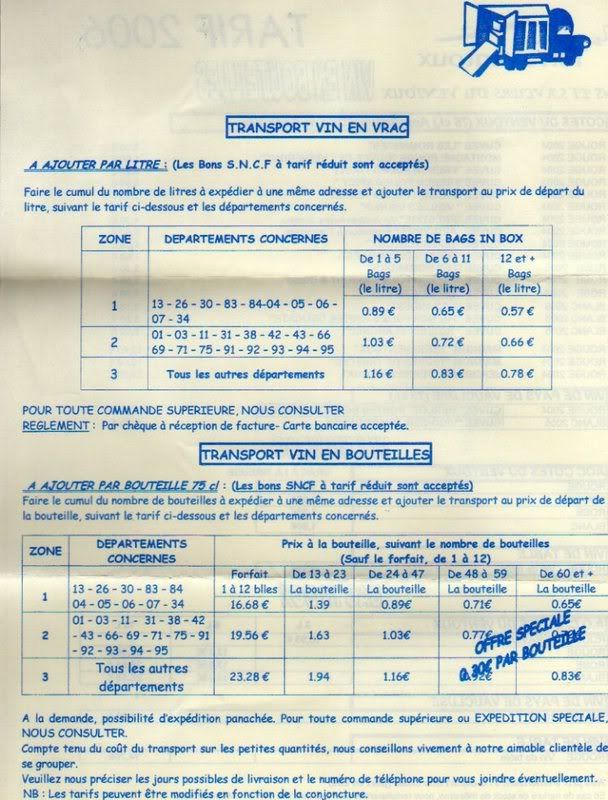 TARIF 2006
TRANSPORT VIN EN VRAC
A AJOUTER PAR LITRE : (Les Bons S.N.C.F à tarif réduit sont acceptés)
Faire le cumul du nombre de litres à expédier à une même adresse et ajouter le transport au prix de départ du
litre, suivant le tarif ci-dessous et les départements concernés.
ZONE DEPARTEMENTS CONCERNES NOMBRE DE BAGS IN BOX
De 1 à 5 Bags (le litre) De 6 à 11 Bags (le litre) 12 et + Bags (le litre)
1 13 - 26 - 30 - 83 - 84-04 - 05 - 06 - 07 - 34 0.89 € 0.65 € 0.57 €
2 01 - 03 - 11 - 31 - 38 - 42 - 43 - 66 69 - 71 - 75 - 91 - 92 - 93 - 94 - 95 1.03 € 0.72 € 0.66 €
3 Tous les autres départements 1.16 € 0.83 € 0.78 €
POUR TOUTE COMMANDE SUPERIEURE, NOUS CONSULTER
REGLEMENT : Par chèque à réception de facture- Carte bancaire acceptée.
TRANSPORT VIN EN BOUTEILLES
A AJOUTER PAR BOUTEILLE 75 cl : (Les bons SNCF à tarif réduit sont acceptés)
Faire le cumul du nombre de bouteilles à expédier à une même adresse et ajouter le transport au prix de départ de
la bouteille, suivant le tarif ci-dessous et les départements concernés.
ZONE DEPARTEMENTS CONCERNES Prix à la bouteille, suivant le nombre de bouteilles
(Sauf le forfait, de 1 à 12)
Forfait De 13 à 23 De 24 à 47 De 48 à 59 De 60 et +
1 à 12 blles La bouteille La bouteille La bouteille La bouteille
1 13 - 26 - 30 - 83 - 84 04 - 05 - 06 - 07 - 34 16.68 € 1.39 0.89€ 0.71€ 0.65€
2 01 - 03 - 11 - 31 - 38 - 42 - 43 - 66- 69 - 71 - 75 - 91 - 92 - 93 - 94 - 95 19.56 € 1.63 1.03€ 0.77€
OFFRE SPECIALE
0.30€ PAR BOUTEILLE
3 Tous les autres départements 23.28 € 1.94 1.16€ 0.83€
A la demande, possibilité d'expédition panachée. Pour toute commande supérieure ou EXPEDITION SPECIALE,
NOUS CONSULTER.
Compte tenu du coût du transport sur les petites quantités, nous conseillons vivement à notre aimable clientèle de
se grouper.
Veuillez nous préciser les jours possibles de livraison et le numéro de téléphone pour vous joindre éventuellement.
NB : Les tarifs peuvent être modifiés en fonction de la conjoncture.